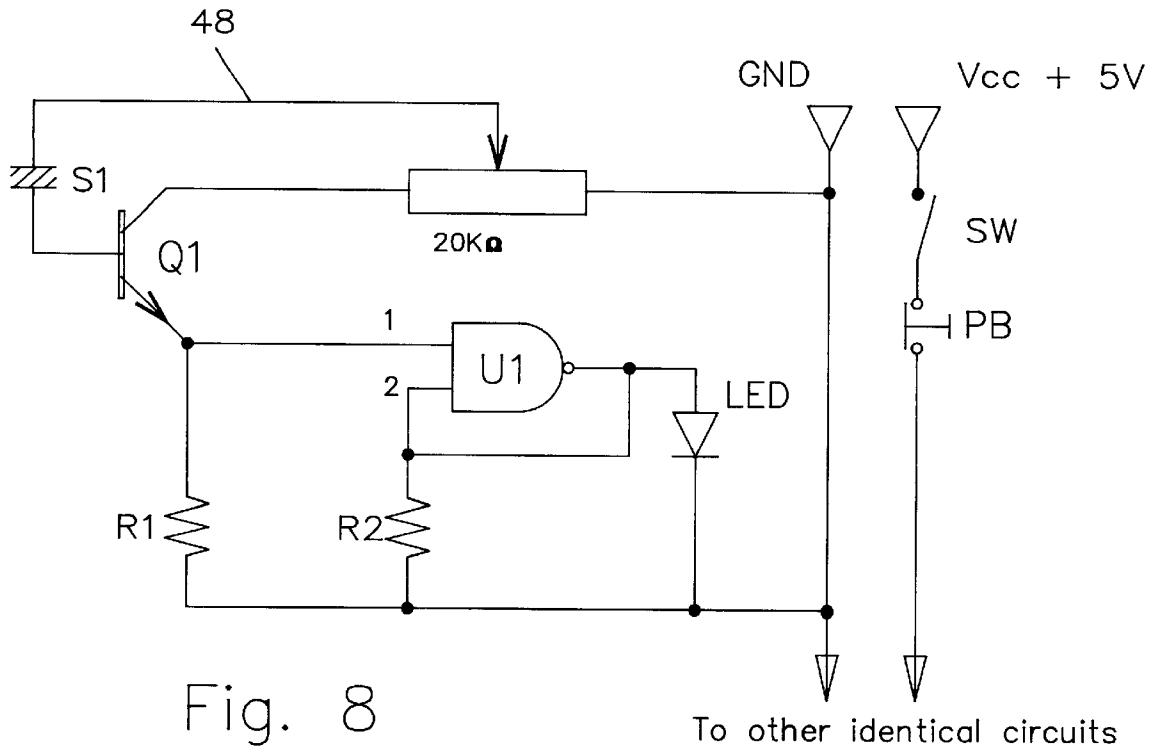 48
GND
Vcc + 5V
S1
Q1
20KΩ
SW
PB
1
2
U1
LED
R1
R2
Fig. 8
To other identical circuits